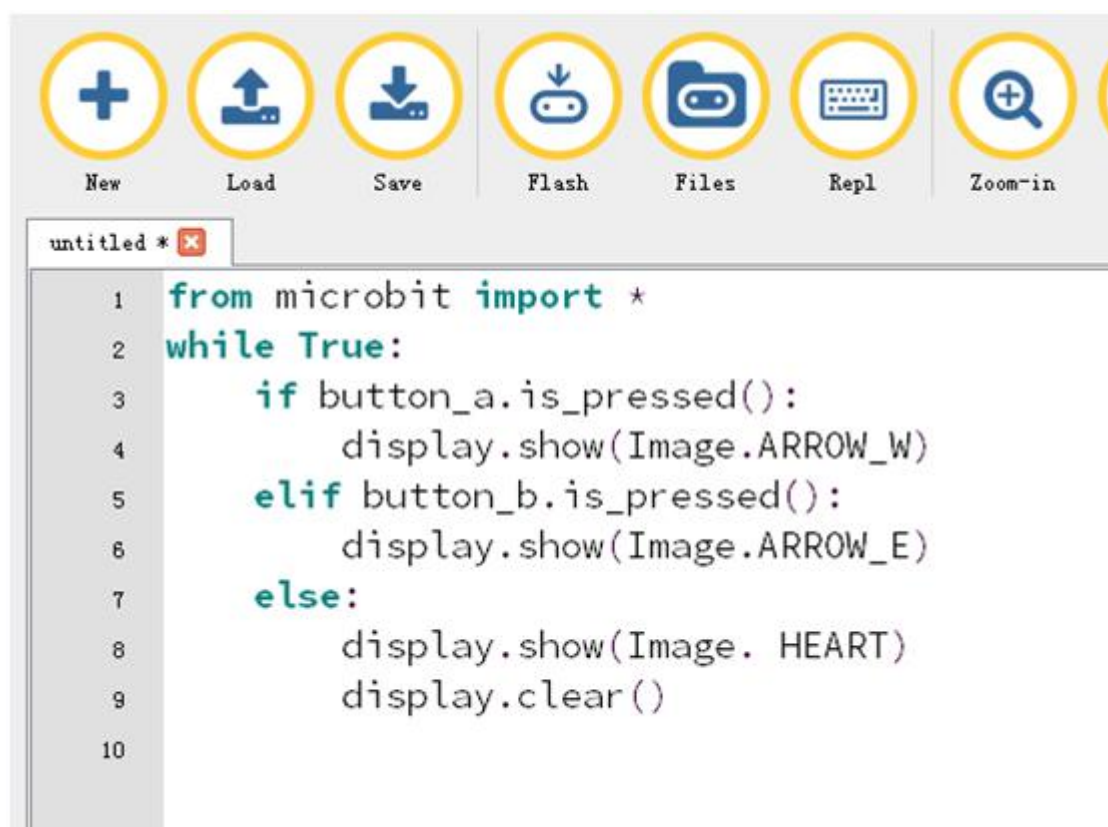 New Load Save Flash Files Repl Zoom-in
untitled *
1 from microbit import *
2 while True:
3 if button_a.is_pressed():
4 display.show(Image.ARROW_W)
5 elif button_b.is_pressed():
6 display.show(Image.ARROW_E)
7 else:
8 display.show(Image. HEART)
9 display.clear()
10